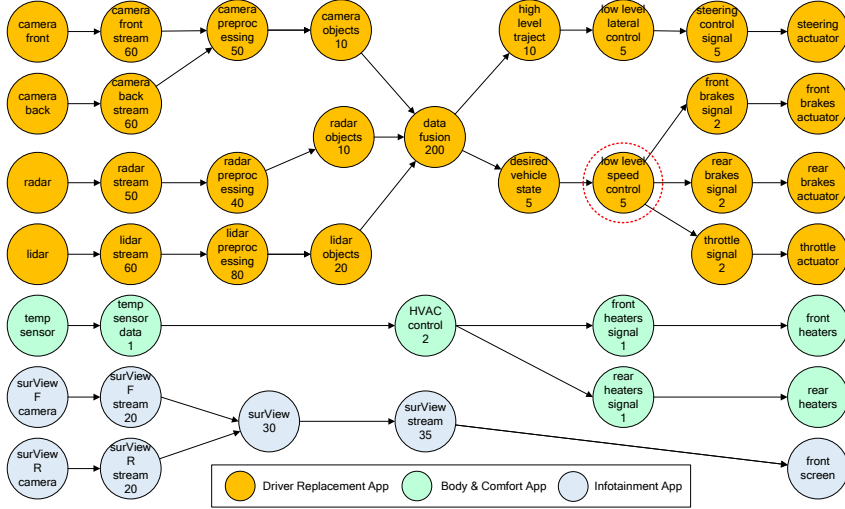 camera
front
camera
front
stream
60
camera
preproc
essing
50
camera
objects
10
high
level
traject
10
low level
lateral
control
5
steering
control
signal
5
steering
actuator
camera
back
camera
back
stream
60
radar
objects
10
data
fusion
200
front
brakes
signal
2
front
brakes
actuator
radar
radar
stream
50
radar
preproc
essing
40
desired
vehicle
state
5
low level
speed
control
5
rear
brakes
signal
2
rear
brakes
actuator
lidar
lidar
stream
60
lidar
preproc
essing
80
lidar
objects
20
throttle
signal
2
throttle
actuator
temp
sensor
temp
sensor
data
1
HVAC
control
2
front
heaters
signal
1
front
heaters
surView
F
camera
surView
F
stream
20
surView
30
surView
stream
35
rear
heaters
signal
1
rear
heaters
surView
R
camera
surView
R
stream
20
front
screen
Driver Replacement App
Body & Comfort App
Infotainment App